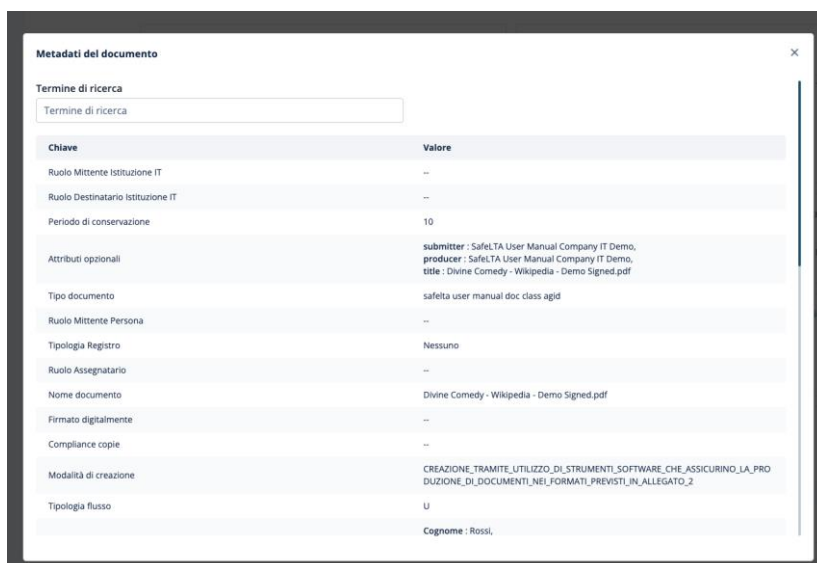 Metadati del documento ×
Termine di ricerca
Termine di ricerca
Chiave Valore
Ruolo Mittente Istituzione IT --
Ruolo Destinatario Istituzione IT --
Periodo di conservazione 10
Attributi opzionali submitter : SafeLTA User Manual Company IT Demo,
producer : SafeLTA User Manual Company IT Demo,
title : Divine Comedy - Wikipedia - Demo Signed.pdf
Tipo documento safelta user manual doc class agid
Ruolo Mittente Persona --
Tipologia Registro Nessuno
Ruolo Assegnatario --
Nome documento Divine Comedy - Wikipedia - Demo Signed.pdf
Firmato digitalmente --
Compliance copie --
Modalità di creazione CREAZIONE_TRAMITE_UTILIZZO_DI_STRUMENTI_SOFTWARE_CHE_ASSICURINO_LA_PRO
DUZIONE_DI_DOCUMENTI_NEI_FORMATI_PREVISTI_IN_ALLEGATO_2
Tipologia flusso U
Cognome : Rossi,